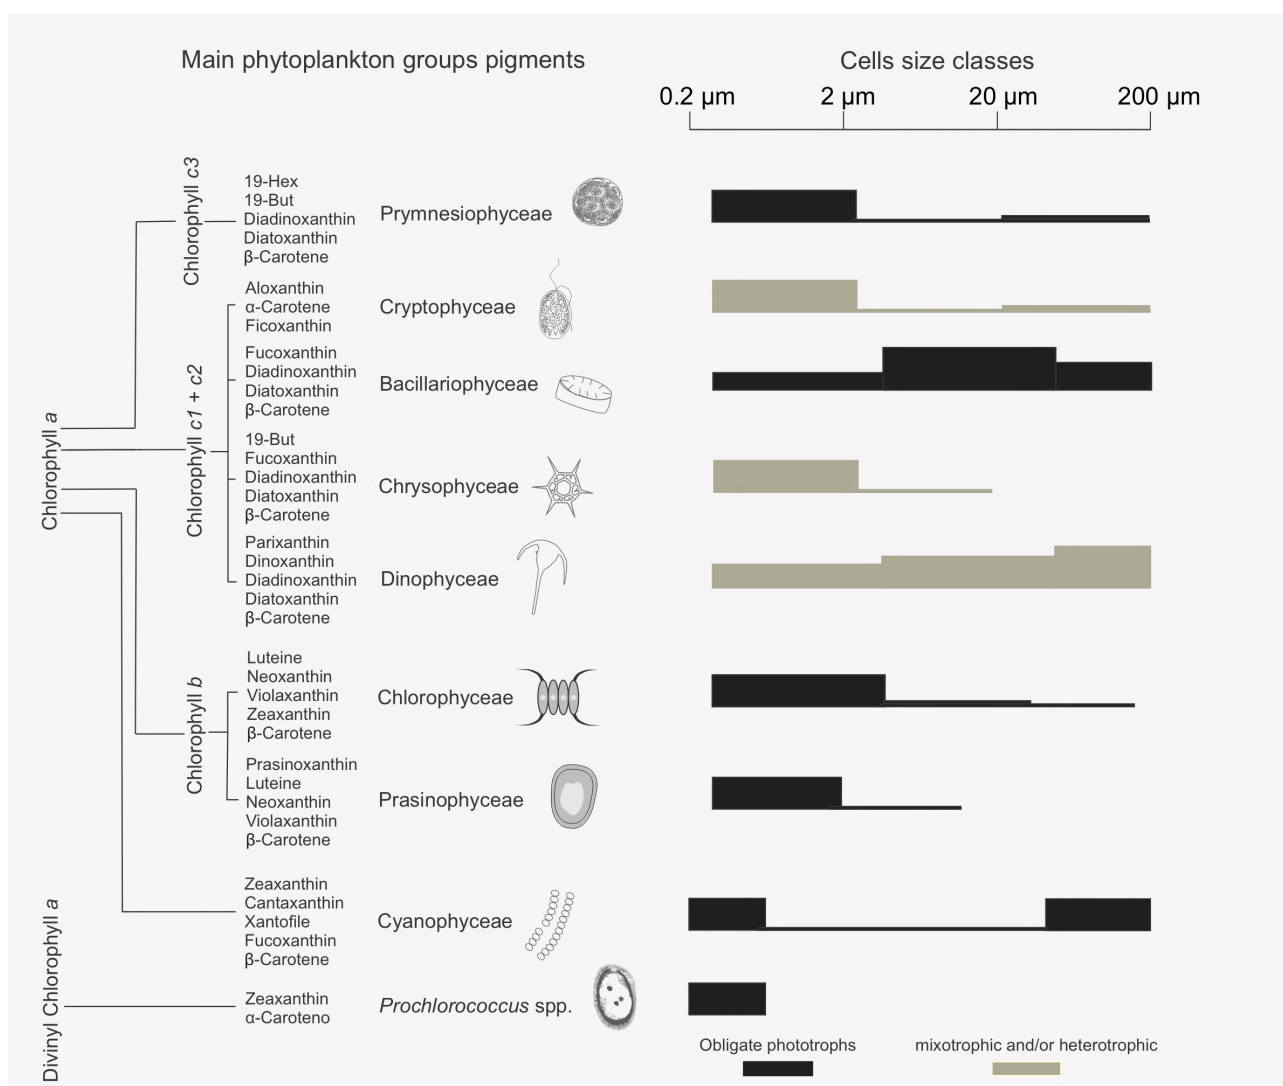 Main phytoplankton groups pigments
Cells size classes
0.2 µm
2 µm
20 µm
200 µm
Chlorophyll a
Chlorophyll c3
19-Hex
19-But
Diadinoxanthin
Diatoxanthin
β-Carotene
Prymnesiophyceae
Chlorophyll c1 + c2
Aloxanthin
α-Carotene
Ficoxanthin
Cryptophyceae
Fucoxanthin
Diadinoxanthin
Diatoxanthin
β-Carotene
Bacillariophyceae
19-But
Fucoxanthin
Diadinoxanthin
Diatoxanthin
β-Carotene
Chrysophyceae
Parixanthin
Dinoxanthin
Diadinoxanthin
Diatoxanthin
β-Carotene
Dinophyceae
Chlorophyll b
Luteine
Neoxanthin
Violaxanthin
Zeaxanthin
β-Carotene
Chlorophyceae
Prasinoxanthin
Luteine
Neoxanthin
Violaxanthin
β-Carotene
Prasinophyceae
Zeaxanthin
Cantaxanthin
Xantofile
Fucoxanthin
β-Carotene
Cyanophyceae
Divinyl Chlorophyll a
Zeaxanthin
α-Caroteno
Prochlorococcus spp.
Obligate phototrophs
mixotrophic and/or heterotrophic